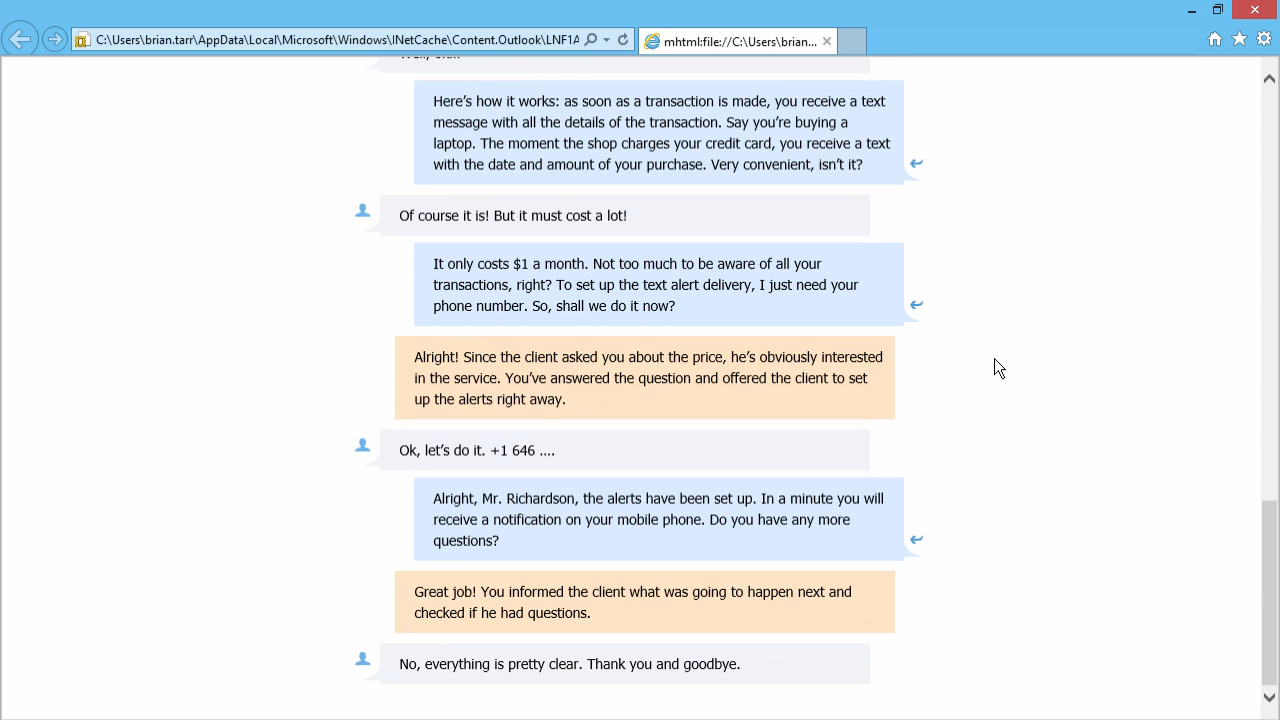 C:\Users\brian.tarr\AppData\Local\Microsoft\Windows\INetCache\Content.Outlook\LNF1A
mhtml:file://C:\Users\brian...
Here's how it works: as soon as a transaction is made, you receive a text
message with all the details of the transaction. Say you're buying a
laptop. The moment the shop charges your credit card, you receive a text
with the date and amount of your purchase. Very convenient, isn't it?
Of course it is! But it must cost a lot!
It only costs $1 a month. Not too much to be aware of all your
transactions, right? To set up the text alert delivery, I just need your
phone number. So, shall we do it now?
Alright! Since the client asked you about the price, he's obviously interested
in the service. You've answered the question and offered the client to set
up the alerts right away.
Ok, let's do it. +1 646 ....
Alright, Mr. Richardson, the alerts have been set up. In a minute you will
receive a notification on your mobile phone. Do you have any more
questions?
Great job! You informed the client what was going to happen next and
checked if he had questions.
No, everything is pretty clear. Thank you and goodbye.